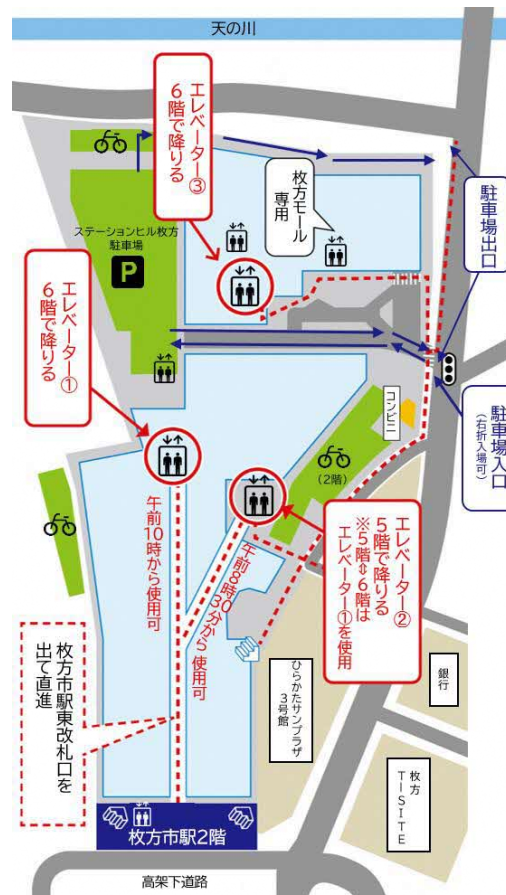 天の川
エレベーター③
6階で降りる
枚方モール
専用
ステーションヒル枚方
駐車場
P
駐車場出口
エレベーター①
6階で降りる
コンビニ
駐車場入口
(右折入場可)
(2階)
エレベーター②
5階で降りる
※5階⇕6階は
エレベーター①を使用
午前10時から使用可
午前8時30
分から 使用可
枚方市駅東改札口を
出て直進
ひらかたサンプラザ
3号館
銀行
枚方
TISITE
枚方市駅2階
高架下道路